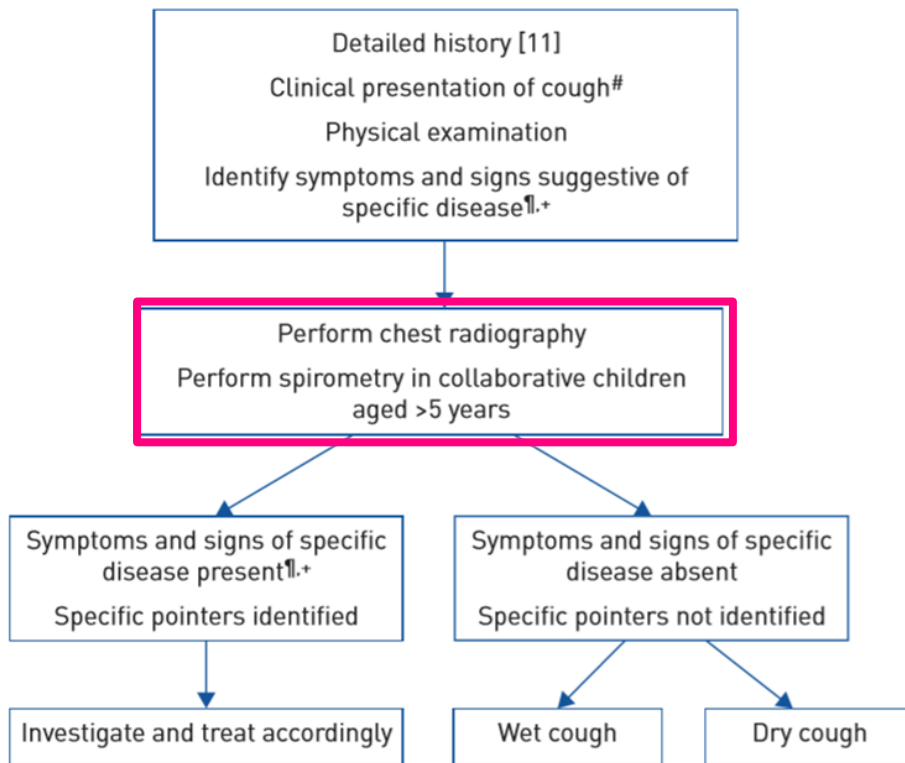 Detailed history [11]
Clinical presentation of cough#
Physical examination
Identify symptoms and signs suggestive of
specific disease¶,+
Perform chest radiography
Perform spirometry in collaborative children
aged >5 years
Symptoms and signs of specific
disease present¶,+
Specific pointers identified
Symptoms and signs of specific
disease absent
Specific pointers not identified
Investigate and treat accordingly
Wet cough
Dry cough